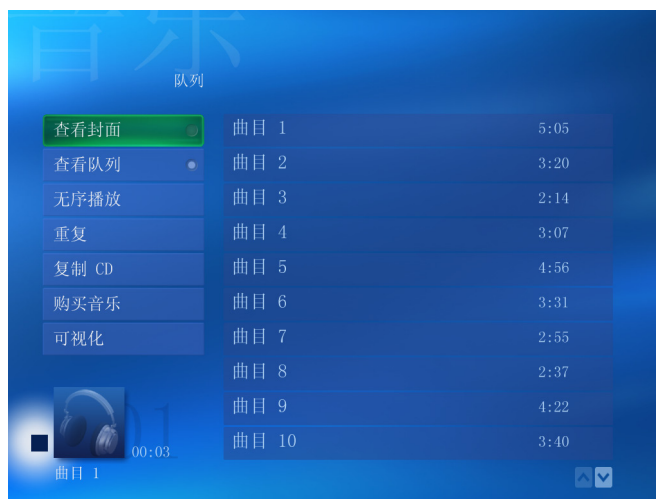 音乐
队列
查看封面
查看队列
无序播放
重复
复制 CD
购买音乐
可视化
曲目 1 5:05
曲目 2 3:20
曲目 3 2:14
曲目 4 3:07
曲目 5 4:56
曲目 6 3:31
曲目 7 2:55
曲目 8 2:37
曲目 9 4:22
曲目 10 3:40
01
00:03
曲目 1